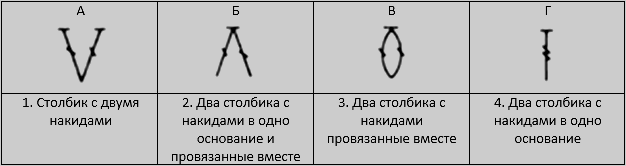 А Б В Г
1. Столбик с двумя накидами
2. Два столбика с накидами в одно основание и провязанные вместе
3. Два столбика с накидами провязанные вместе
4. Два столбика с накидами в одно основание